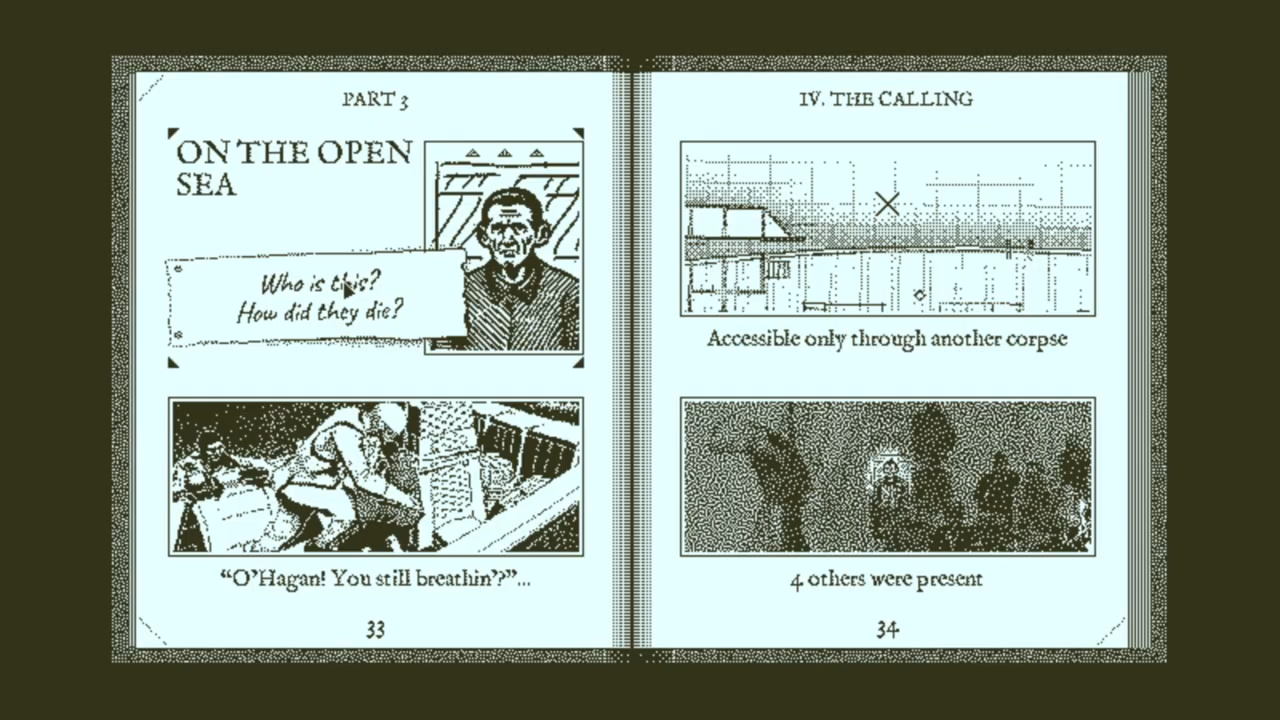 PART 3
ON THE OPEN
SEA
Who is this?
How did they die?
"O'Hagan! You still breathin'?"...
33
IV. THE CALLING
Accessible only through another corpse
4 others were present
34